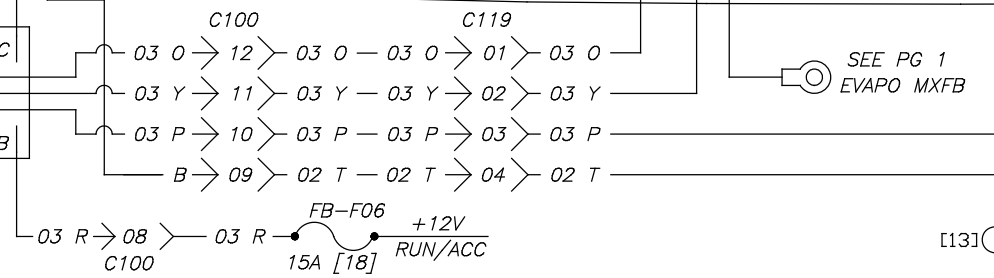 C100 C119
C 03 O 12 03 O 03 O 01 03 O
SEE PG 1
EVAPO MXFB
03 Y 11 03 Y 03 Y 02 03 Y
B 03 P 10 03 P 03 P 03 03 P
B 09 02 T 02 T 04 02 T
FB-F06
+12V
03 R 08 03 R
RUN/ACC
C100 15A [18]
[13]